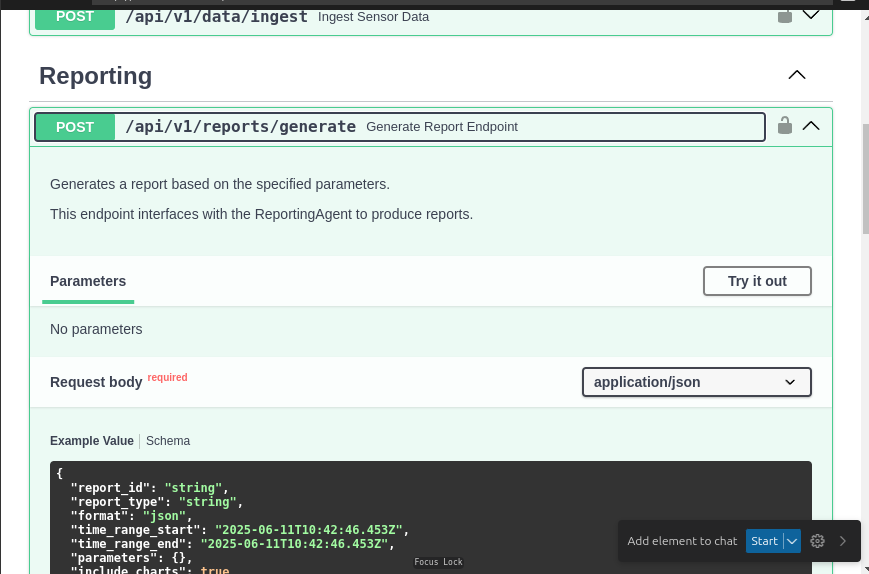 POST /api/v1/data/ingest Ingest Sensor Data
Reporting
POST /api/v1/reports/generate Generate Report Endpoint
Generates a report based on the specified parameters.
This endpoint interfaces with the ReportingAgent to produce reports.
Parameters Try it out
No parameters
Request body required application/json
Example Value Schema
{
"report_id": "string",
"report_type": "string",
"format": "json",
"time_range_start": "2025-06-11T10:42:46.453Z",
"time_range_end": "2025-06-11T10:42:46.453Z",
"parameters": {},
"include_charts": true
Add element to chat Start
Focus Lock